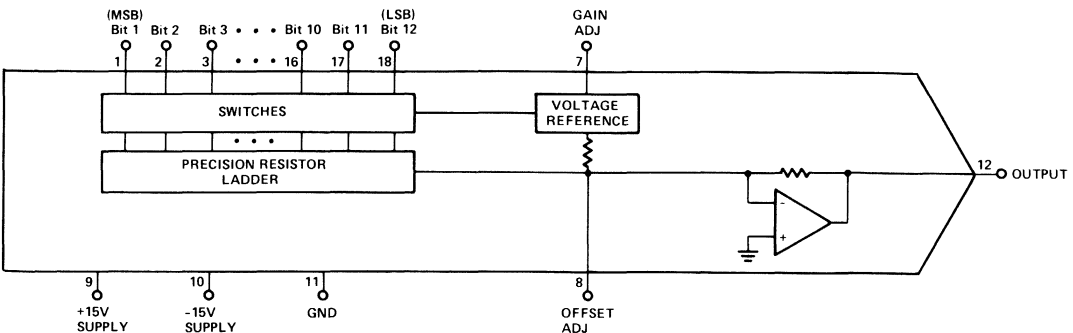 (MSB) (LSB) GAIN
Bit 1 Bit 2 Bit 3 • • • Bit 10 Bit 11 Bit 12 ADJ
1 2 3 • • • 16 17 18 7
SWITCHES
VOLTAGE
REFERENCE
• • •
PRECISION RESISTOR
LADDER
-
+
12
OUTPUT
9 10 11 8
+15V
SUPPLY
-15V
SUPPLY
GND
OFFSET
ADJ